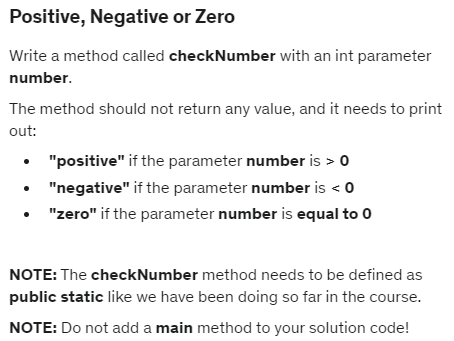 Positive, Negative or Zero
Write a method called checkNumber with an int parameter
number.
The method should not return any value, and it needs to print
out:
• "positive" if the parameter number is > 0
• "negative" if the parameter number is < 0
• "zero" if the parameter number is equal to 0
NOTE: The checkNumber method needs to be defined as
public static like we have been doing so far in the course.
NOTE: Do not add a main method to your solution code!